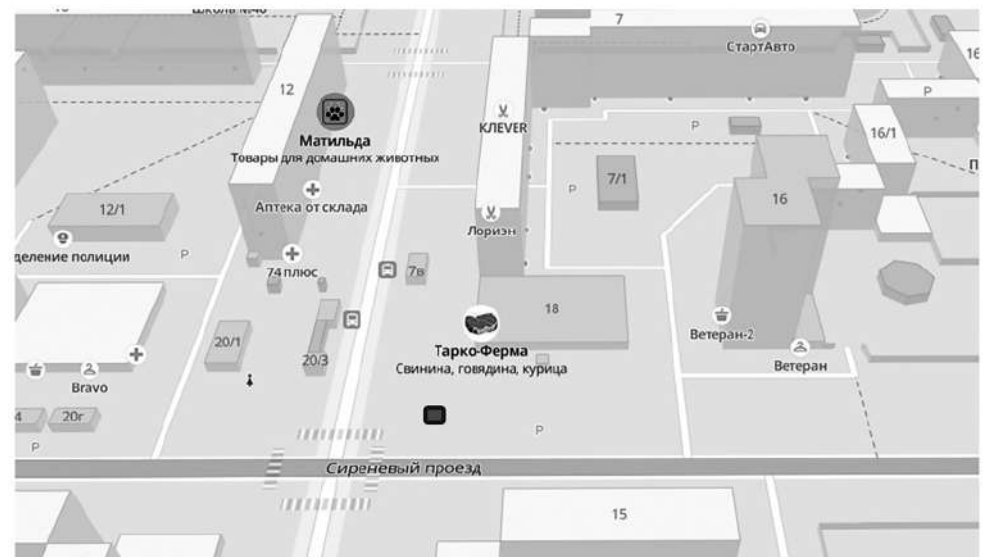 7
СтартАвто
16
12
P
КЛЕVER
P
16/1
Матильда
Товары для домашних животных
7/1
P
16
Аптека от склада
12/1
Лориэн
деление полиции
P
74 плюс
7в
18
Ветеран-2
20/1
20/3
Тарко-Ферма
Свинина, говядина, курица
Ветеран
Bravo
4
20г
P
P
Сиреневый проезд
15